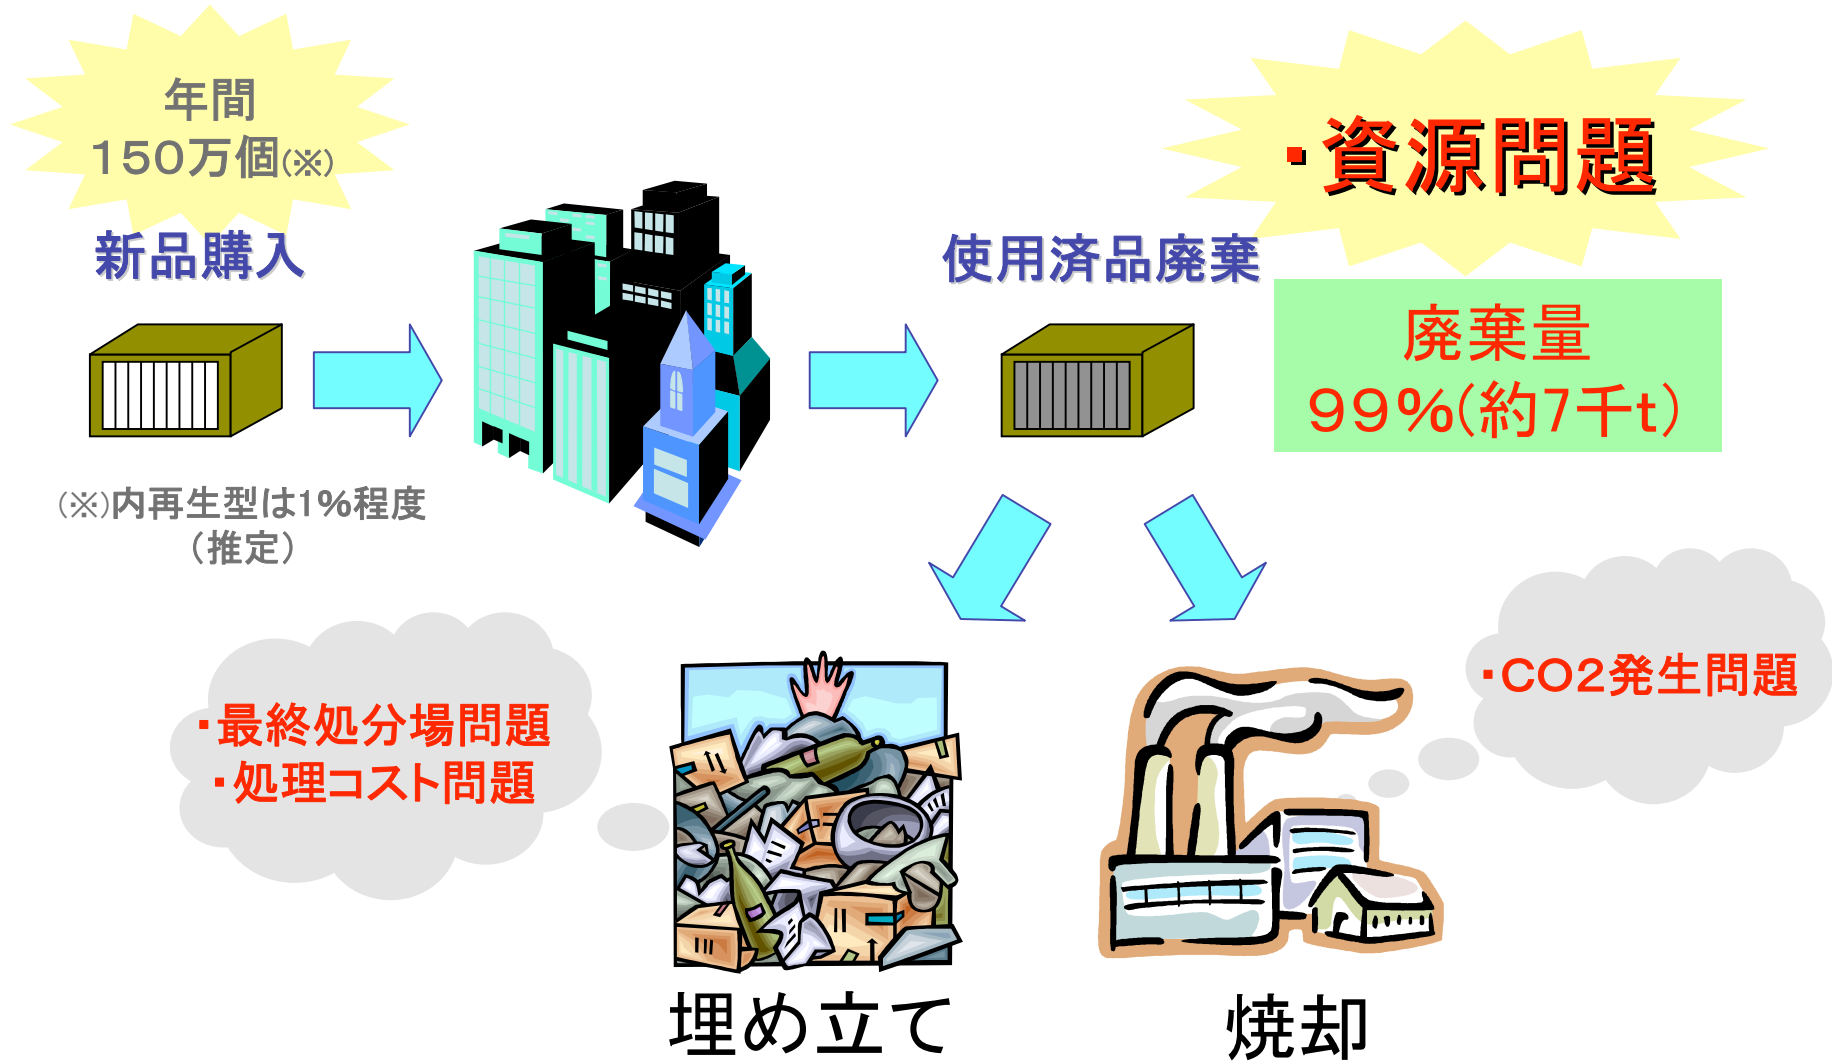 年間
150万個(※)
新品購入
(※)内再生型は1%程度
(推定)
使用済品廃棄
・資源問題
廃棄量
99%(約7千t)
・最終処分場問題
・処理コスト問題
・CO2発生問題
埋め立て
焼却